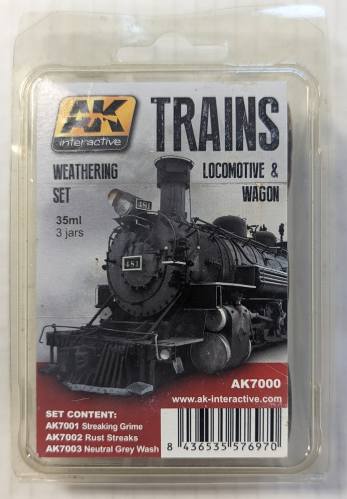 AK
interactive
TRAINS
WEATHERING
SET
LOCOMOTIVE &
WAGON
35ml
3 jars
481
481
AK7000
www.ak-interactive.com
SET CONTENT:
AK7001 Streaking Grime
AK7002 Rust Streaks
AK7003 Neutral Grey Wash
8 436535 576970